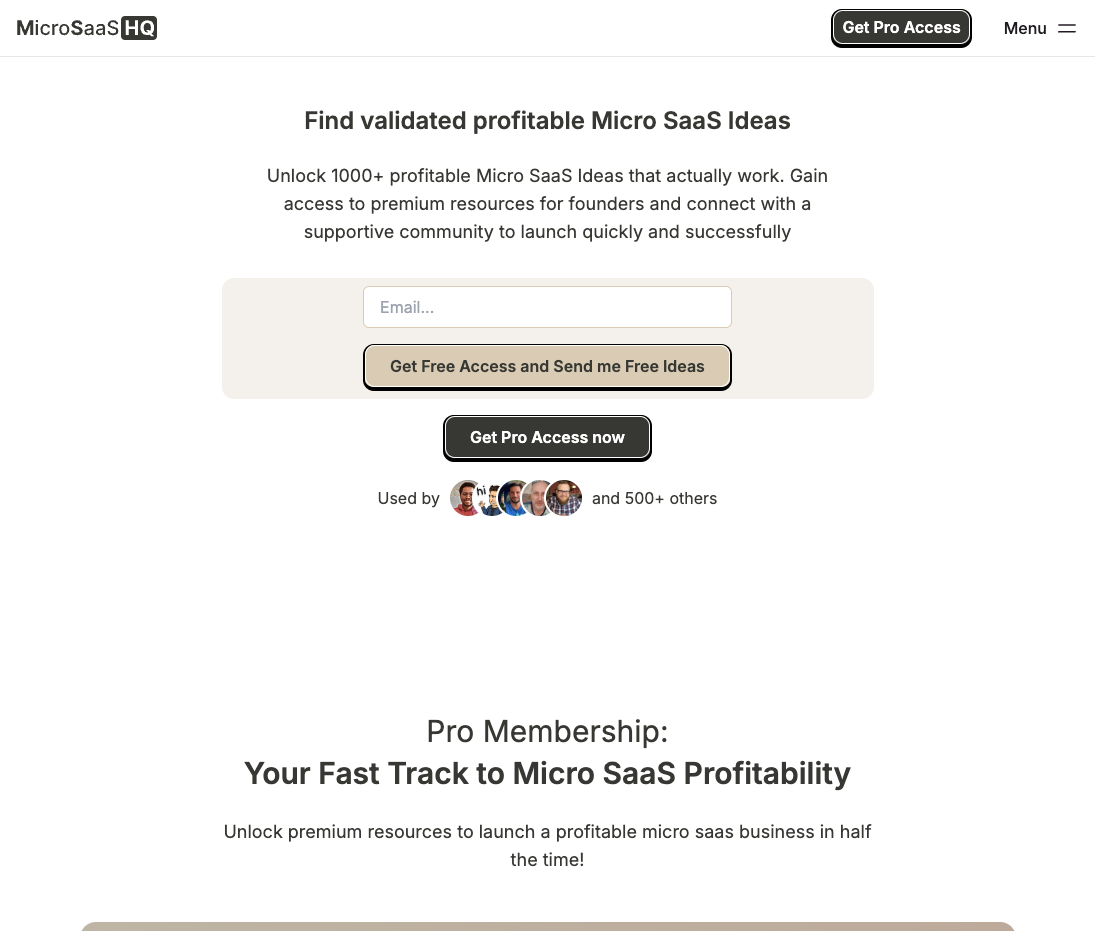 MicroSaaSHQ
Get Pro Access
Menu
Find validated profitable Micro SaaS Ideas
Unlock 1000+ profitable Micro SaaS Ideas that actually work. Gain
access to premium resources for founders and connect with a
supportive community to launch quickly and successfully
Email...
Get Free Access and Send me Free Ideas
Get Pro Access now
Used by
hi
and 500+ others
Pro Membership:
Your Fast Track to Micro SaaS Profitability
Unlock premium resources to launch a profitable micro saas business in half
the time!